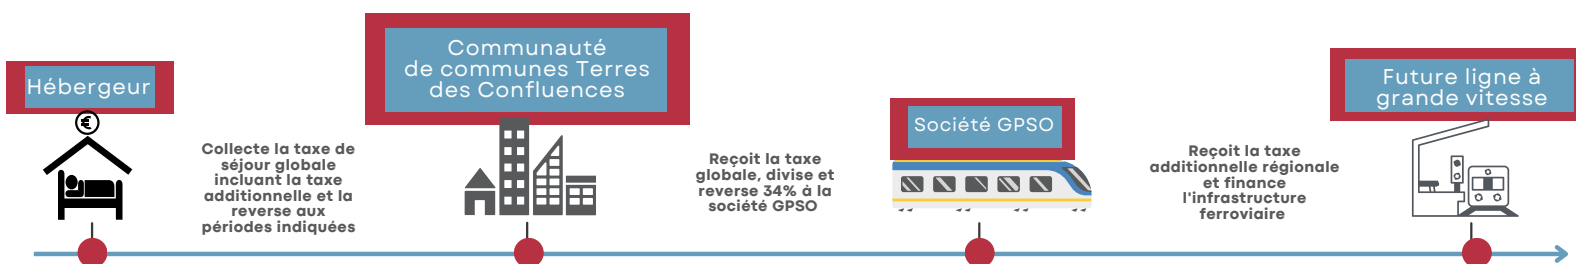 Hébergeur
€
Collecte la taxe de
séjour globale
incluant la taxe
additionnelle et la
reverse aux
périodes indiquées
Communauté
de communes Terres
des Confluences
Reçoit la taxe
globale, divise et
reverse 34% à la
société GPSO
Société GPSO
Reçoit la taxe
additionnelle régionale
et finance
l'infrastructure
ferroviaire
Future ligne à
grande vitesse